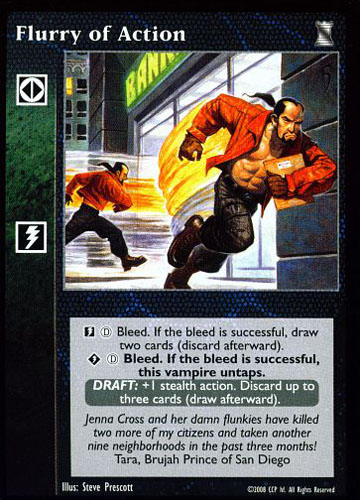 Flurry of Action
BANK
Ⓓ Bleed. If the bleed is successful, draw
two cards (discard afterward).
Ⓓ Bleed. If the bleed is successful,
this vampire untaps.
DRAFT: +1 stealth action. Discard up to
three cards (draw afterward).
Jenna Cross and her damn flunkies have killed
two more of my citizens and taken another
nine neighborhoods in the past three months!
Tara, Brujah Prince of San Diego
Illus: Steve Prescott ©2008 CCP hf. All Rights Reserved